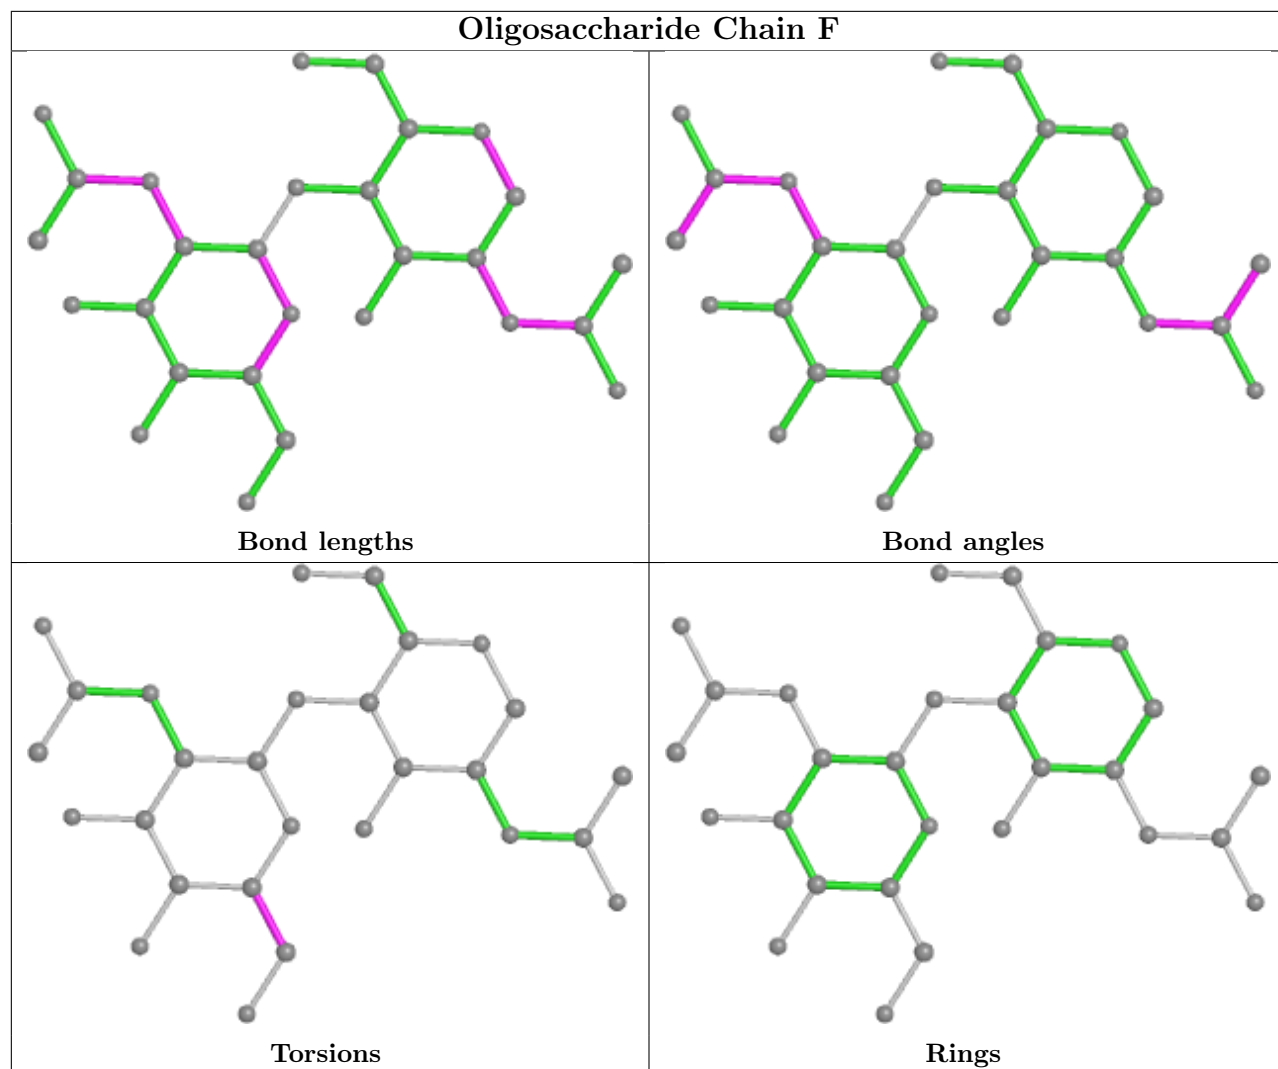 Oligosaccharide Chain F
Bond lengths
Bond angles
Torsions
Rings